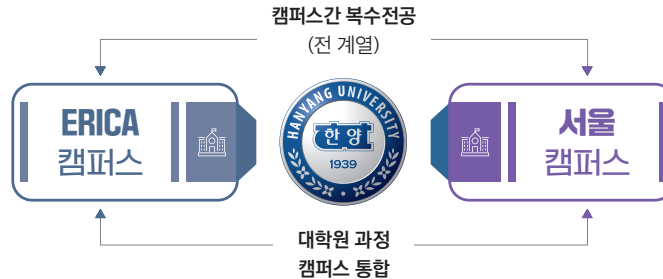 캠퍼스간 복수전공
(전 계열)
ERICA
캠퍼스
HANYANG UNIVERSITY
한양
1939
서울
캠퍼스
대학원 과정
캠퍼스 통합